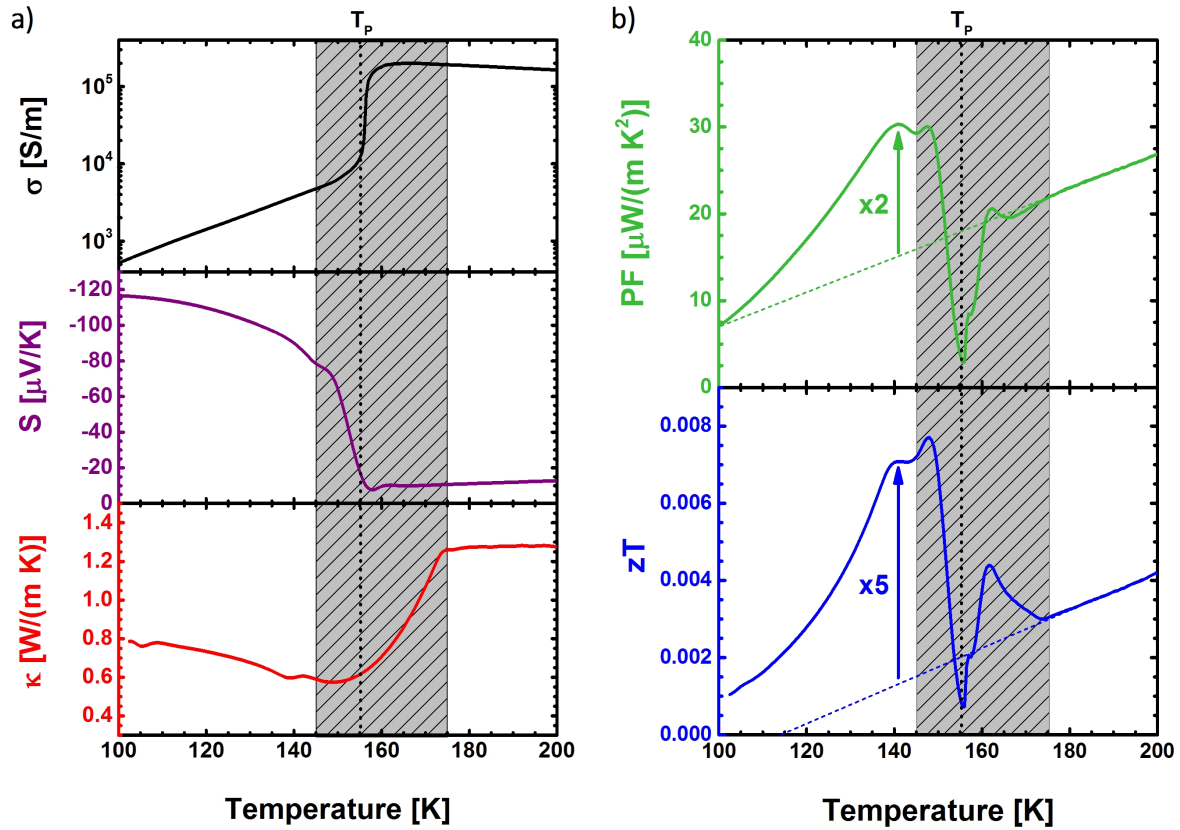 a)
T_P
10^5
10^4
10^3
σ [S/m]
-120
-100
-80
-60
-40
-20
0
S [µV/K]
1.4
1.2
1.0
0.8
0.6
0.4
κ [W/(m K)]
100 120 140 160 180 200
Temperature [K]
b)
T_P
40
30
20
10
0
PF [µW/(m K²)]
x2
0.008
0.006
0.004
0.002
0.000
zT
x5
100 120 140 160 180 200
Temperature [K]